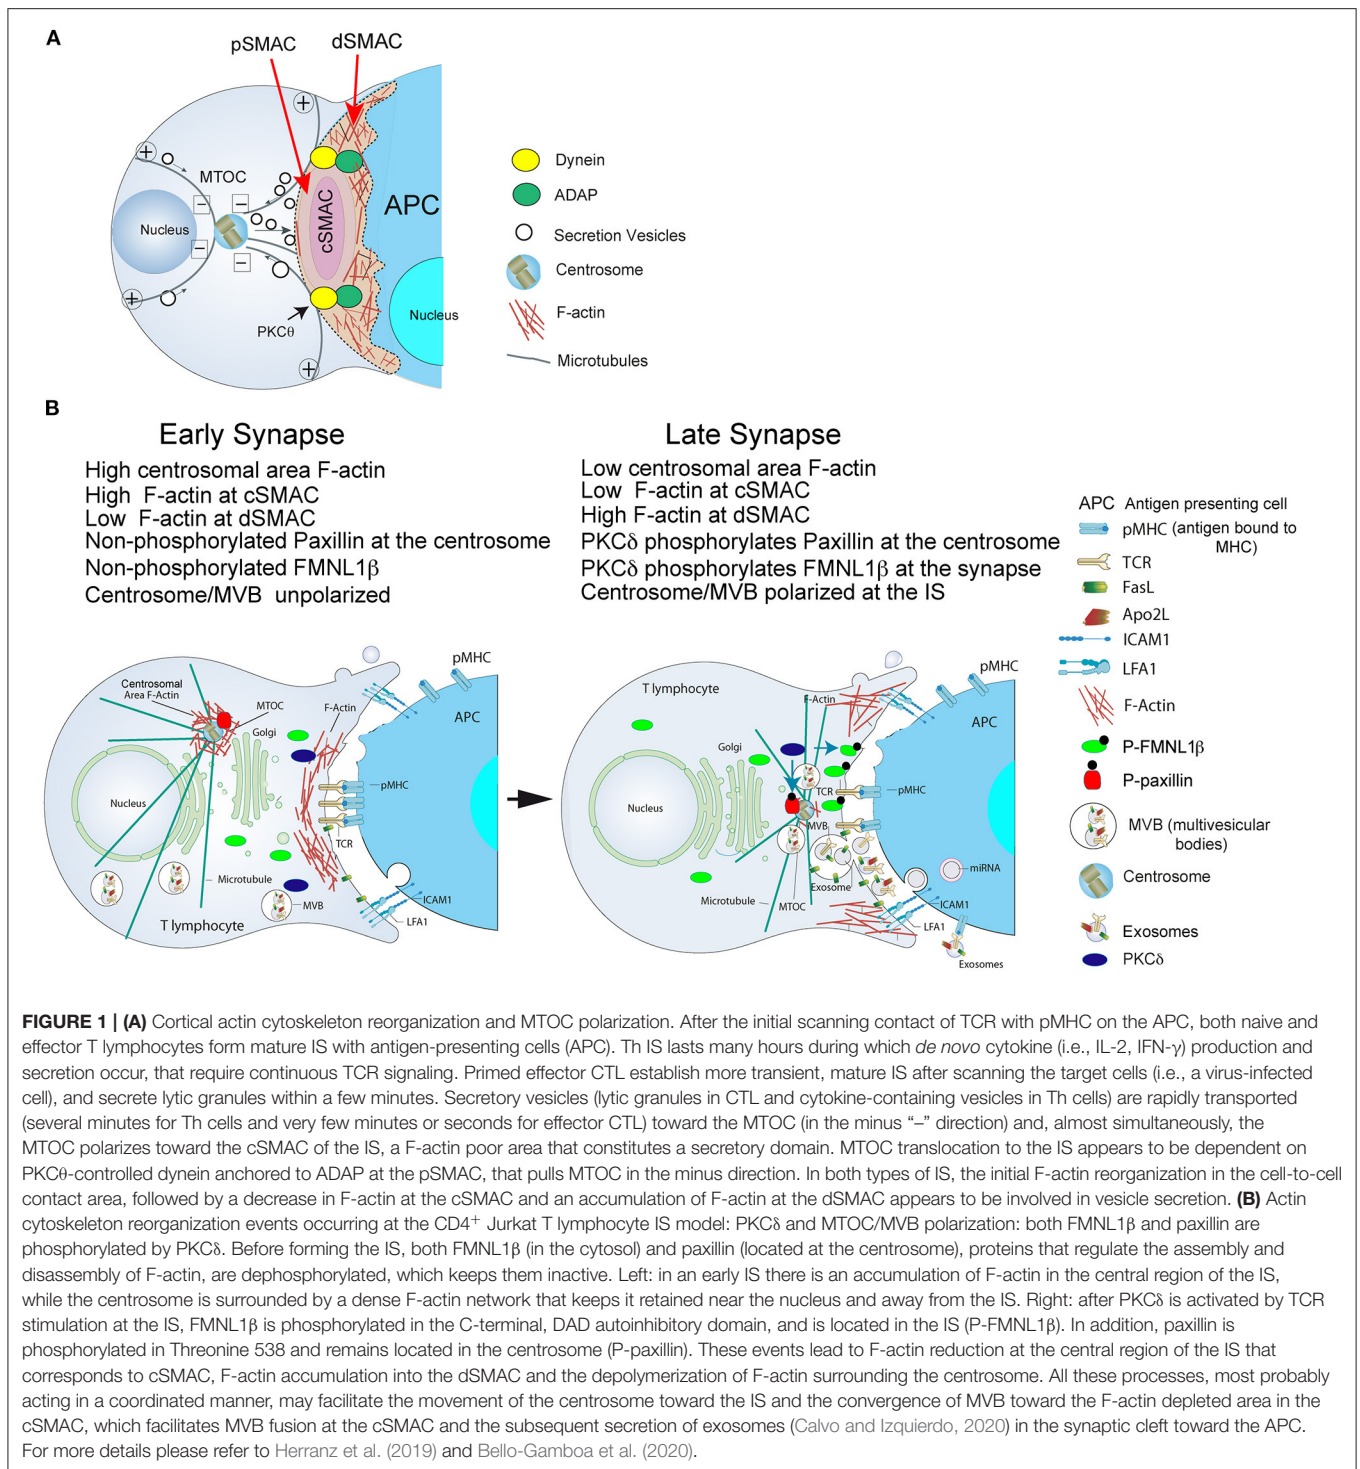 A
pSMAC
dSMAC
MTOC
Nucleus
cSMAC
APC
Nucleus
PKCθ
+
+
+
+
−
−
−
−
Dynein
ADAP
Secretion Vesicles
Centrosome
F-actin
Microtubules
B
Early Synapse
High centrosomal area F-actin
High F-actin at cSMAC
Low F-actin at dSMAC
Non-phosphorylated Paxillin at the centrosome
Non-phosphorylated FMNL1β
Centrosome/MVB unpolarized
Late Synapse
Low centrosomal area F-actin
Low F-actin at cSMAC
High F-actin at dSMAC
PKCδ phosphorylates Paxillin at the centrosome
PKCδ phosphorylates FMNL1β at the synapse
Centrosome/MVB polarized at the IS
Centrosomal
Area F-Actin
MTOC
Golgi
F-Actin
pMHC
APC
Nucleus
pMHC
TCR
Microtubule
MVB
T lymphocyte
ICAM1
LFA1
T lymphocyte
F-Actin
pMHC
APC
Golgi
Nucleus
TCR
pMHC
MVB
Exosome
miRNA
Microtubule
MTOC
ICAM1
LFA1
Exosomes
APC Antigen presenting cell
pMHC (antigen bound to
MHC)
TCR
FasL
Apo2L
ICAM1
LFA1
F-Actin
P-FMNL1β
P-paxillin
MVB (multivesicular
bodies)
Centrosome
Exosomes
PKCδ
FIGURE 1 | (A) Cortical actin cytoskeleton reorganization and MTOC polarization. After the initial scanning contact of TCR with pMHC on the APC, both naive and
effector T lymphocytes form mature IS with antigen-presenting cells (APC). Th IS lasts many hours during which de novo cytokine (i.e., IL-2, IFN-γ) production and
secretion occur, that require continuous TCR signaling. Primed effector CTL establish more transient, mature IS after scanning the target cells (i.e., a virus-infected
cell), and secrete lytic granules within a few minutes. Secretory vesicles (lytic granules in CTL and cytokine-containing vesicles in Th cells) are rapidly transported
(several minutes for Th cells and very few minutes or seconds for effector CTL) toward the MTOC (in the minus “–” direction) and, almost simultaneously, the
MTOC polarizes toward the cSMAC of the IS, a F-actin poor area that constitutes a secretory domain. MTOC translocation to the IS appears to be dependent on
PKCθ-controlled dynein anchored to ADAP at the pSMAC, that pulls MTOC in the minus direction. In both types of IS, the initial F-actin reorganization in the cell-to-cell
contact area, followed by a decrease in F-actin at the cSMAC and an accumulation of F-actin at the dSMAC appears to be involved in vesicle secretion. (B) Actin
cytoskeleton reorganization events occurring at the CD4+ Jurkat T lymphocyte IS model: PKCδ and MTOC/MVB polarization: both FMNL1β and paxillin are
phosphorylated by PKCδ. Before forming the IS, both FMNL1β (in the cytosol) and paxillin (located at the centrosome), proteins that regulate the assembly and
disassembly of F-actin, are dephosphorylated, which keeps them inactive. Left: in an early IS there is an accumulation of F-actin in the central region of the IS,
while the centrosome is surrounded by a dense F-actin network that keeps it retained near the nucleus and away from the IS. Right: after PKCδ is activated by TCR
stimulation at the IS, FMNL1β is phosphorylated in the C-terminal, DAD autoinhibitory domain, and is located in the IS (P-FMNL1β). In addition, paxillin is
phosphorylated in Threonine 538 and remains located in the centrosome (P-paxillin). These events lead to F-actin reduction at the central region of the IS that
corresponds to cSMAC, F-actin accumulation into the dSMAC and the depolymerization of F-actin surrounding the centrosome. All these processes, most probably
acting in a coordinated manner, may facilitate the movement of the centrosome toward the IS and the convergence of MVB toward the F-actin depleted area in the
cSMAC, which facilitates MVB fusion at the cSMAC and the subsequent secretion of exosomes (Calvo and Izquierdo, 2020) in the synaptic cleft toward the APC.
For more details please refer to Herranz et al. (2019) and Bello-Gamboa et al. (2020).